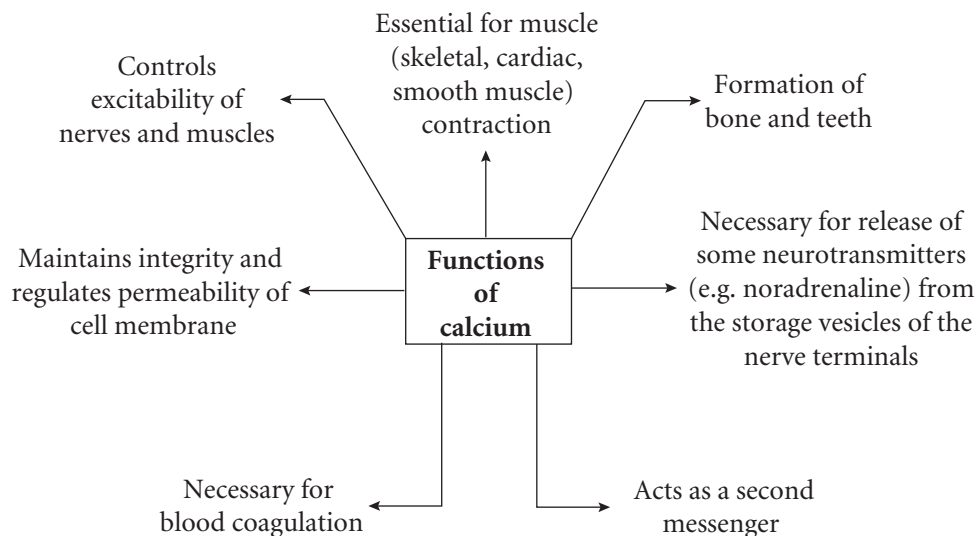 Essential for muscle
(skeletal, cardiac,
smooth muscle)
contraction
Controls
excitability of
nerves and muscles
Formation of
bone and teeth
Maintains integrity and
regulates permeability of
cell membrane
Functions
of
calcium
Necessary for release of
some neurotransmitters
(e.g. noradrenaline) from
the storage vesicles of the
nerve terminals
Necessary for
blood coagulation
Acts as a second
messenger